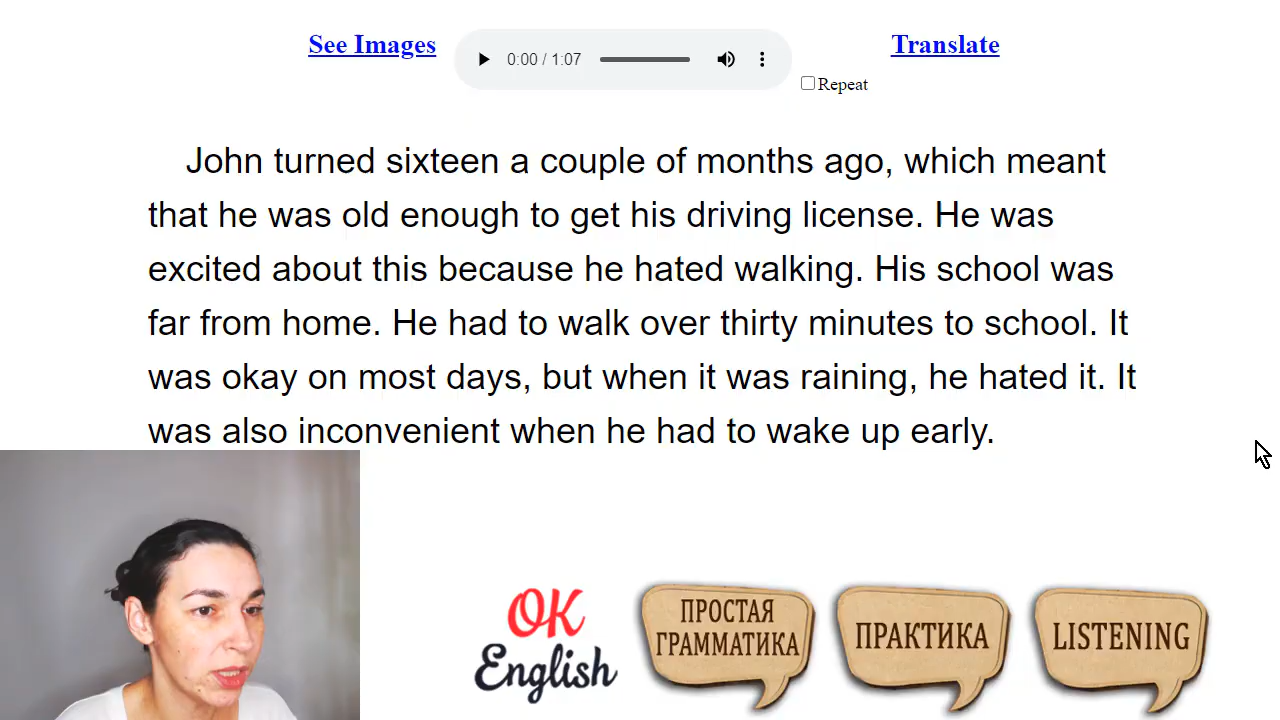 See Images
0:00 / 1:07
Translate
Repeat
John turned sixteen a couple of months ago, which meant
that he was old enough to get his driving license. He was
excited about this because he hated walking. His school was
far from home. He had to walk over thirty minutes to school. It
was okay on most days, but when it was raining, he hated it. It
was also inconvenient when he had to wake up early.
OK
English
ПРОСТАЯ
ГРАММАТИКА
ПРАКТИКА
LISTENING